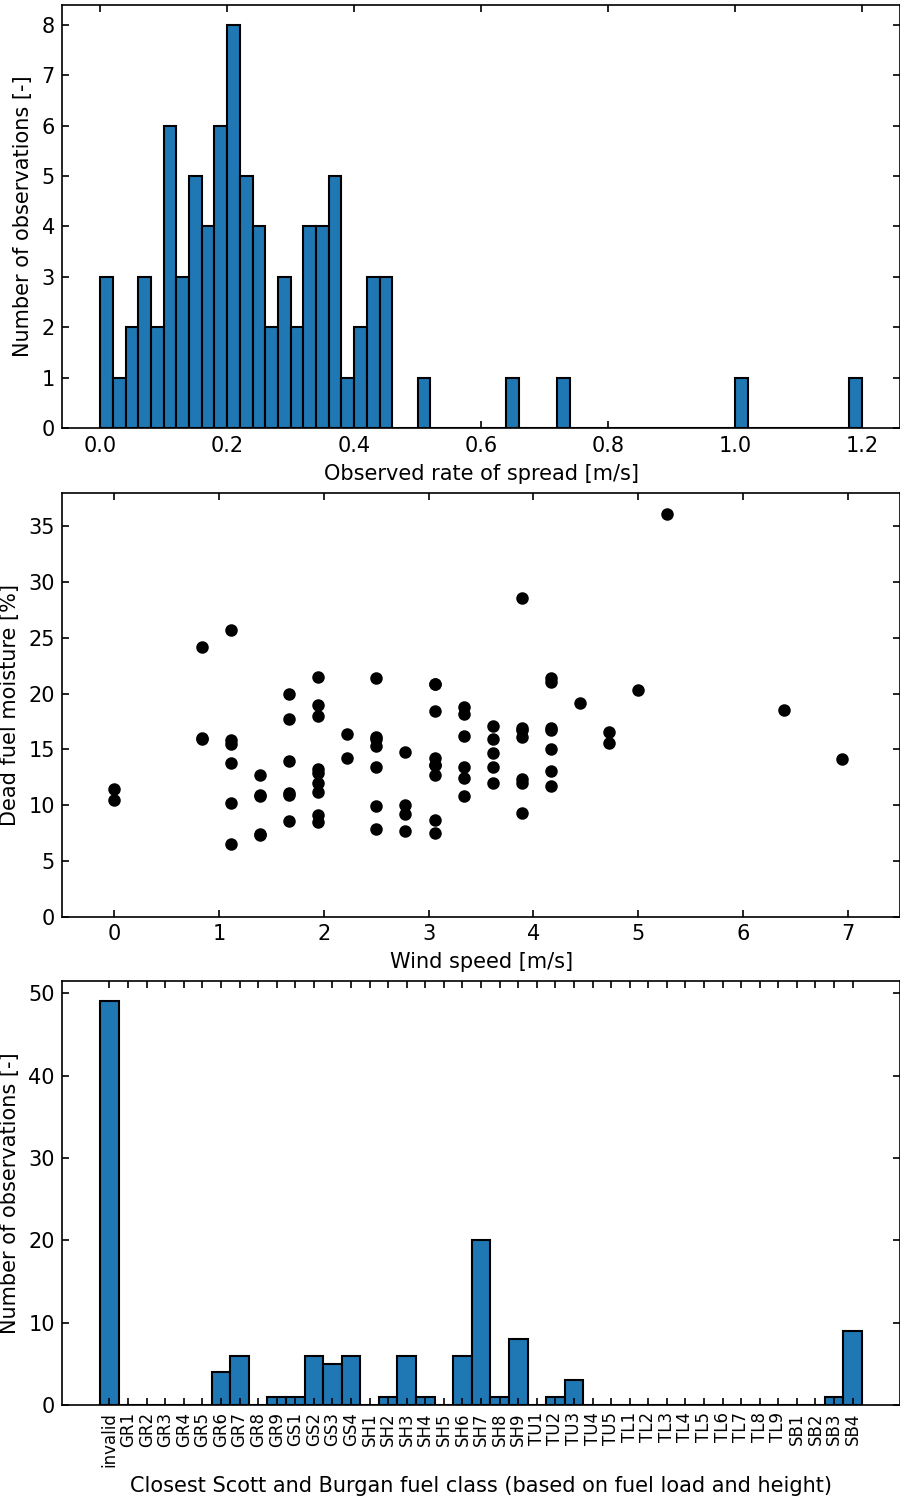 Number of observations [-]
8
7
6
5
4
3
2
1
0
0.0 0.2 0.4 0.6 0.8 1.0 1.2
Observed rate of spread [m/s]
Dead fuel moisture [%]
35
30
25
20
15
10
5
0
0 1 2 3 4 5 6 7
Wind speed [m/s]
Number of observations [-]
50
40
30
20
10
0
invalid GR1 GR2 GR3 GR4 GR5 GR6 GR7 GR8 GR9 GS1 GS2 GS3 GS4 SH1 SH2 SH3 SH4 SH5 SH6 SH7 SH8 SH9 TU1 TU2 TU3 TU4 TU5 TL1 TL2 TL3 TL4 TL5 TL6 TL7 TL8 TL9 SB1 SB2 SB3 SB4
Closest Scott and Burgan fuel class (based on fuel load and height)